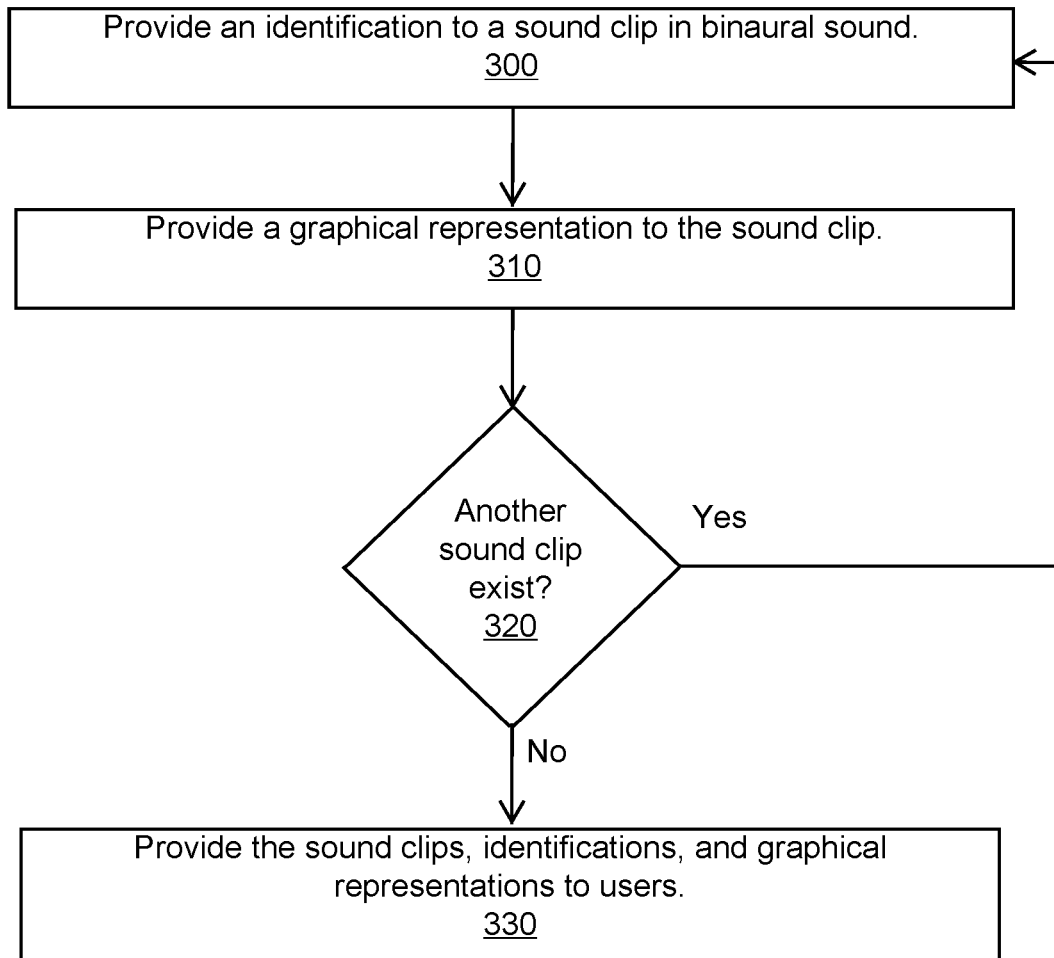 Provide an identification to a sound clip in binaural sound.
300
Provide a graphical representation to the sound clip.
310
Another
sound clip
exist?
320
Yes
No
Provide the sound clips, identifications, and graphical
representations to users.
330